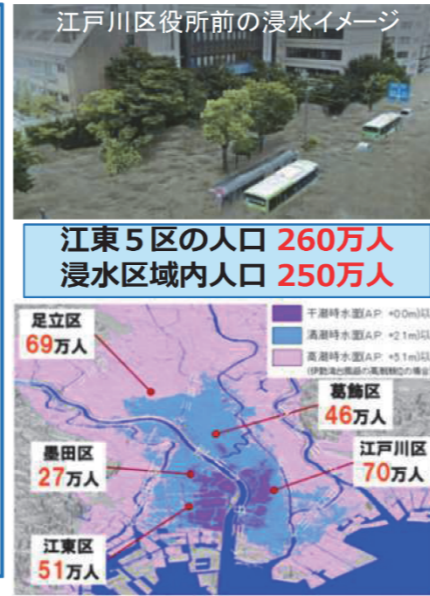 江戸川区役所前の浸水イメージ
江東5区の人口 260万人
浸水区域内人口 250万人
干潮時水面(A.P. +0.0m)以
満潮時水面(A.P. +2.1m)以
高潮時水面(A.P. +5.1m)以
足立区
69万人
葛飾区
46万人
墨田区
27万人
江戸川区
70万人
江東区
51万人